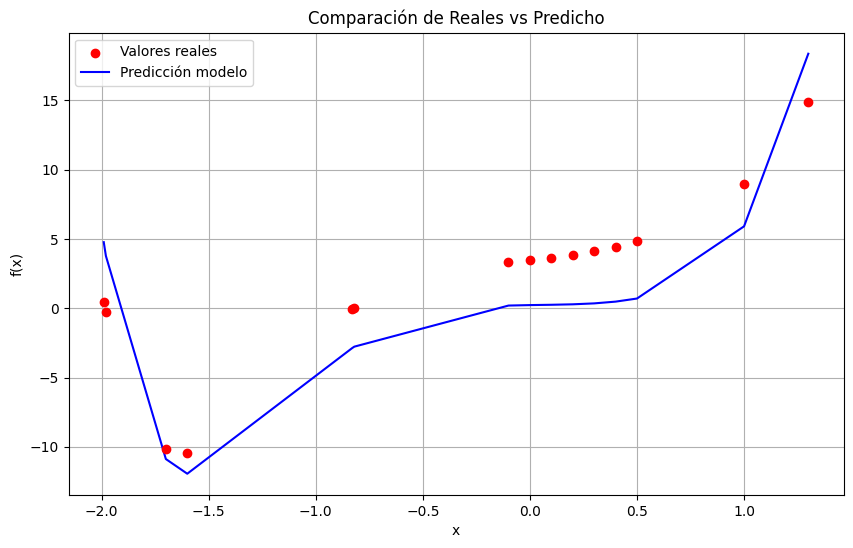 Comparación de Reales vs Predicho
Valores reales
Predicción modelo
f(x)
15
10
5
0
−5
−10
−2.0 −1.5 −1.0 −0.5 0.0 0.5 1.0
x